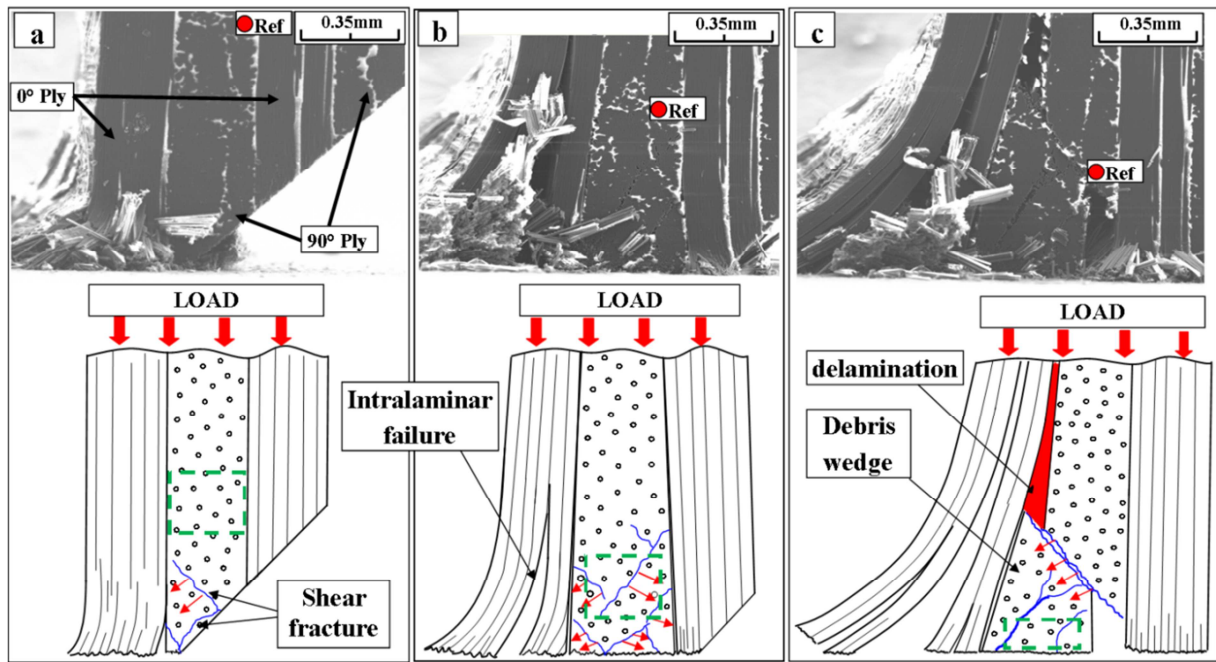 a
Ref
0.35mm
0° Ply
90° Ply
LOAD
Shear
fracture
b
Ref
0.35mm
LOAD
Intralaminar
failure
c
Ref
0.35mm
LOAD
delamination
Debris
wedge